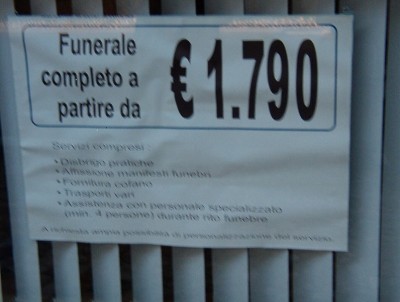 Funerale
completo a
partire da
€ 1.790
Servizi compresi
• Disbrigo pratiche
• Affissione manifesti funebri
• Fornitura cofano
• Trasporti vari
• Assistenza con personale specializzato
(min. 4 persone) durante rito funebre
A richiesta ampia possibilità di personalizzazione del servizio.